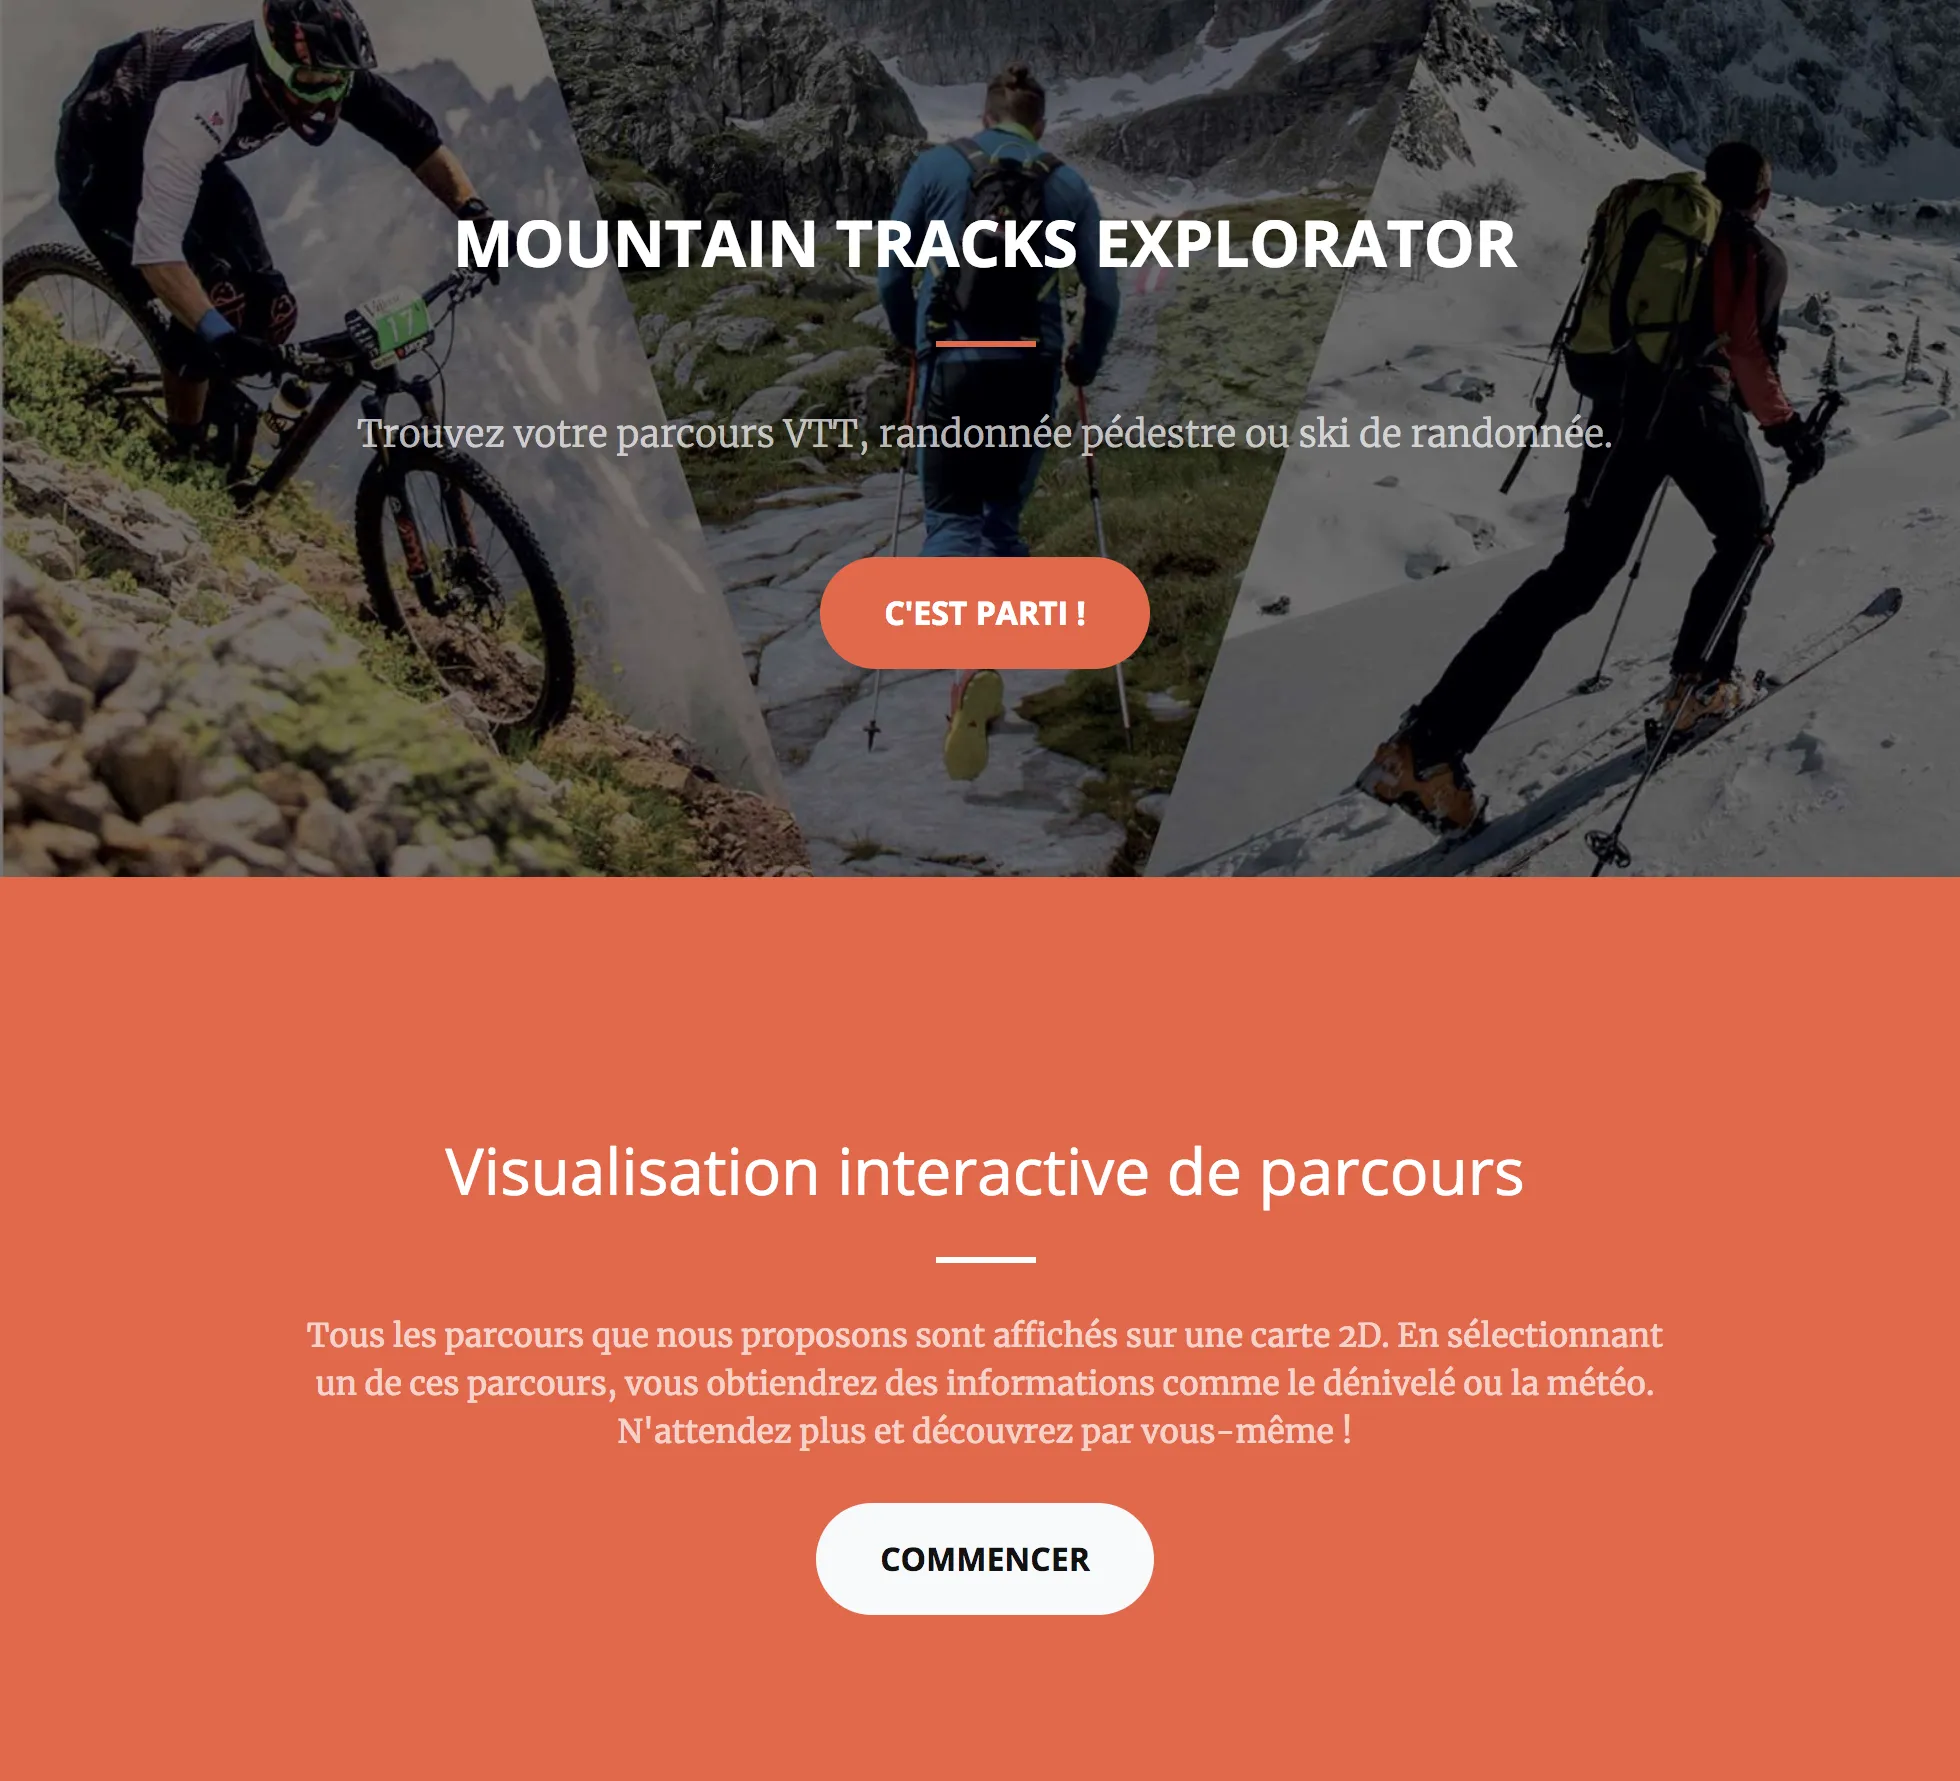 17
MOUNTAIN TRACKS EXPLORATOR
Trouvez votre parcours VTT, randonnée pédestre ou ski de randonnée.
C'EST PARTI !
Visualisation interactive de parcours
Tous les parcours que nous proposons sont affichés sur une carte 2D. En sélectionnant
un de ces parcours, vous obtiendrez des informations comme le dénivelé ou la météo.
N'attendez plus et découvrez par vous-même !
COMMENCER